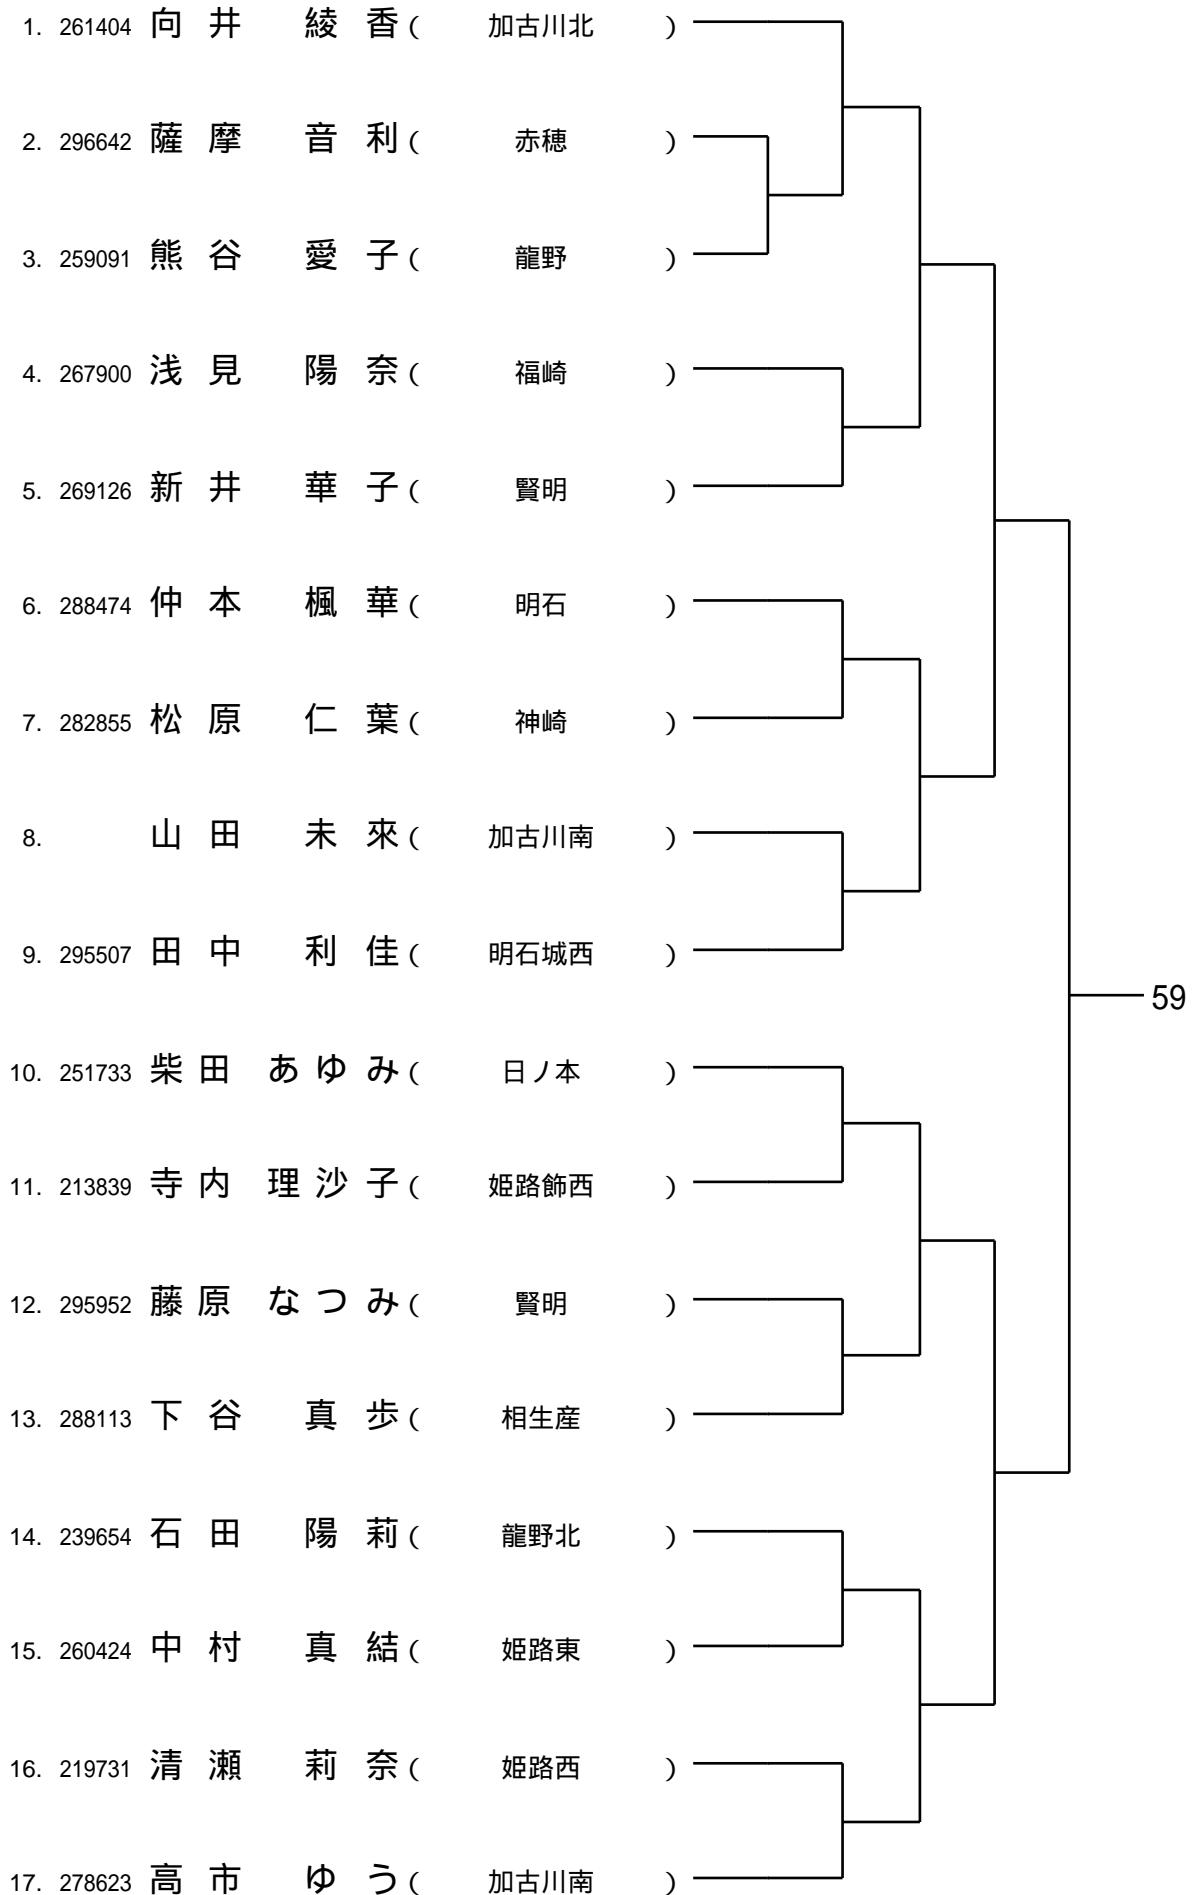 1. 261404 向井 綾香( 加古川北 )
2. 296642 薩摩 音利( 赤穂 )
3. 259091 熊谷 愛子( 龍野 )
4. 267900 浅見 陽奈( 福崎 )
5. 269126 新井 華子( 賢明 )
6. 288474 仲本 楓華( 明石 )
7. 282855 松原 仁葉( 神崎 )
8. 山田 未來( 加古川南 )
9. 295507 田中 利佳( 明石城西 )
59
10. 251733 柴田 あゆみ( 日ノ本 )
11. 213839 寺内 理沙子( 姫路飾西 )
12. 295952 藤原 なつみ( 賢明 )
13. 288113 下谷 真歩( 相生産 )
14. 239654 石田 陽莉( 龍野北 )
15. 260424 中村 真結( 姫路東 )
16. 219731 清瀬 莉奈( 姫路西 )
17. 278623 高市 ゆう( 加古川南 )